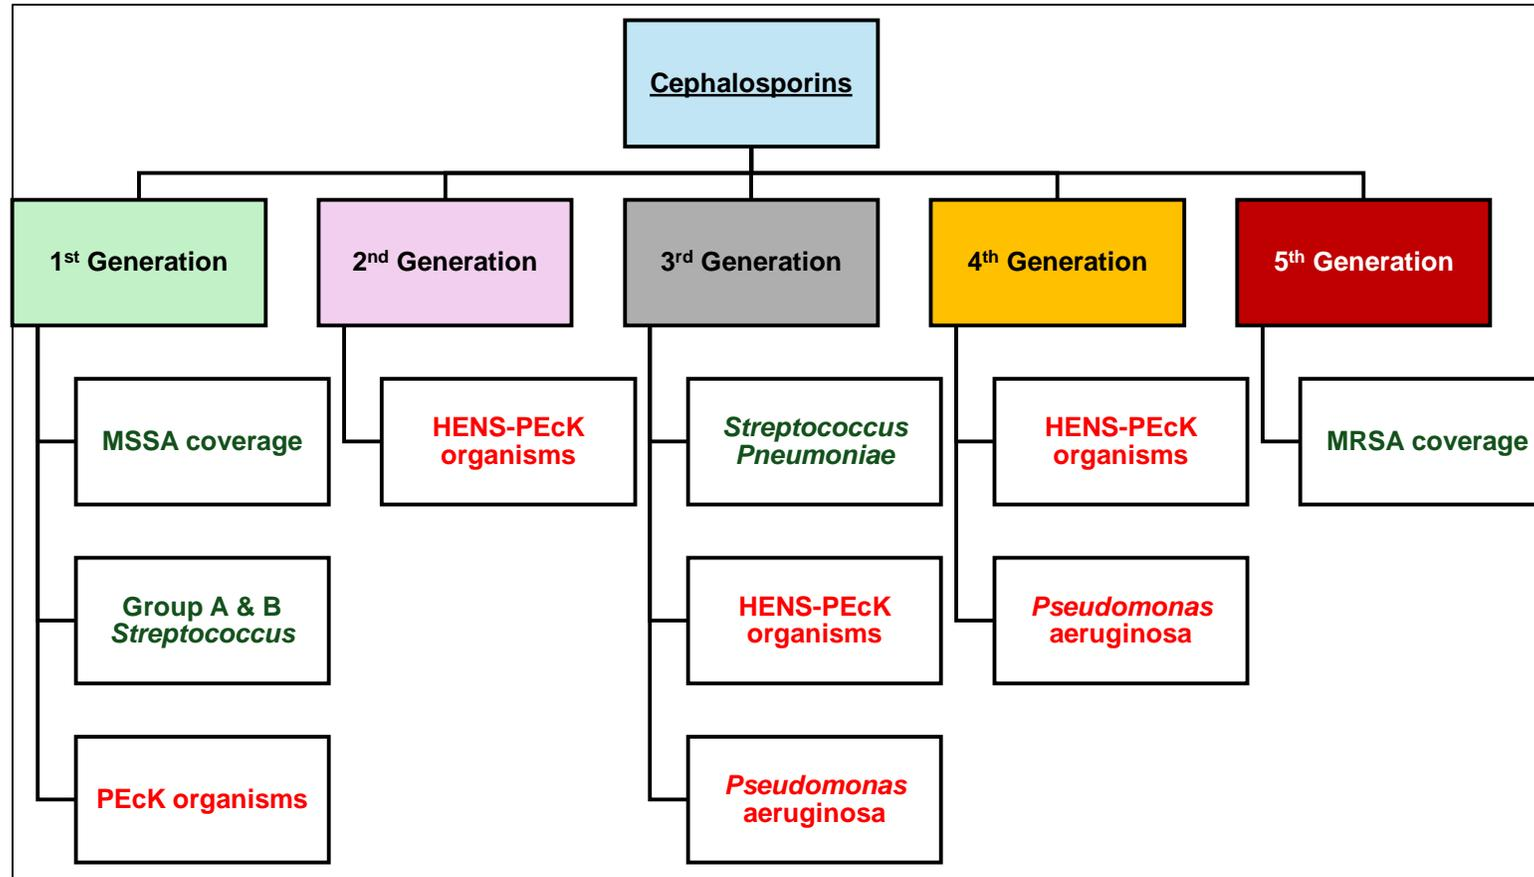 Cephalosporins
1st Generation
2nd Generation
3rd Generation
4th Generation
5th Generation
MSSA coverage
Group A & B
Streptococcus
PEcK organisms
HENS-PEcK
organisms
Streptococcus
Pneumoniae
HENS-PEcK
organisms
Pseudomonas
aeruginosa
HENS-PEcK
organisms
Pseudomonas
aeruginosa
MRSA coverage